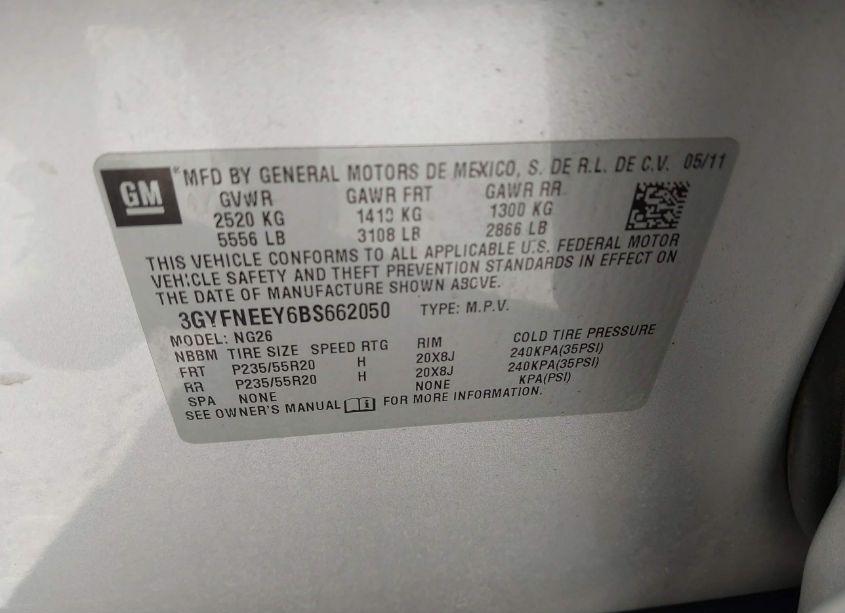 GM
MFD BY GENERAL MOTORS DE MEXICO, S. DE R.L. DE C.V. 05/11
GVWR GAWR FRT GAWR RR
2520 KG 1410 KG 1300 KG
5556 LB 3108 LB 2866 LB
THIS VEHICLE CONFORMS TO ALL APPLICABLE U.S. FEDERAL MOTOR
VEHICLE SAFETY AND THEFT PREVENTION STANDARDS IN EFFECT ON
THE DATE OF MANUFACTURE SHOWN ABOVE.
3GYFNEEY6BS662050 TYPE: M.P.V.
MODEL: NG26
NBBM TIRE SIZE SPEED RTG RIM COLD TIRE PRESSURE
FRT P235/55R20 H 20X8J 240KPA(35PSI)
RR P235/55R20 H 20X8J 240KPA(35PSI)
SPA NONE NONE KPA(PSI)
SEE OWNER'S MANUAL FOR MORE INFORMATION.